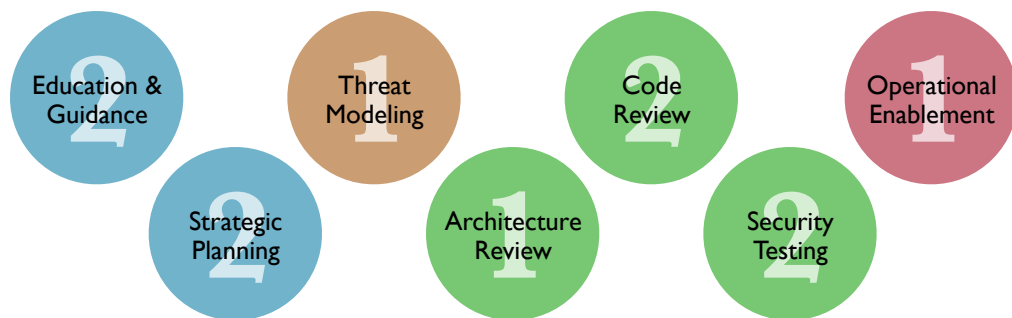 2
Education &
Guidance
1
Threat
Modeling
2
Code
Review
1
Operational
Enablement
2
Strategic
Planning
1
Architecture
Review
2
Security
Testing